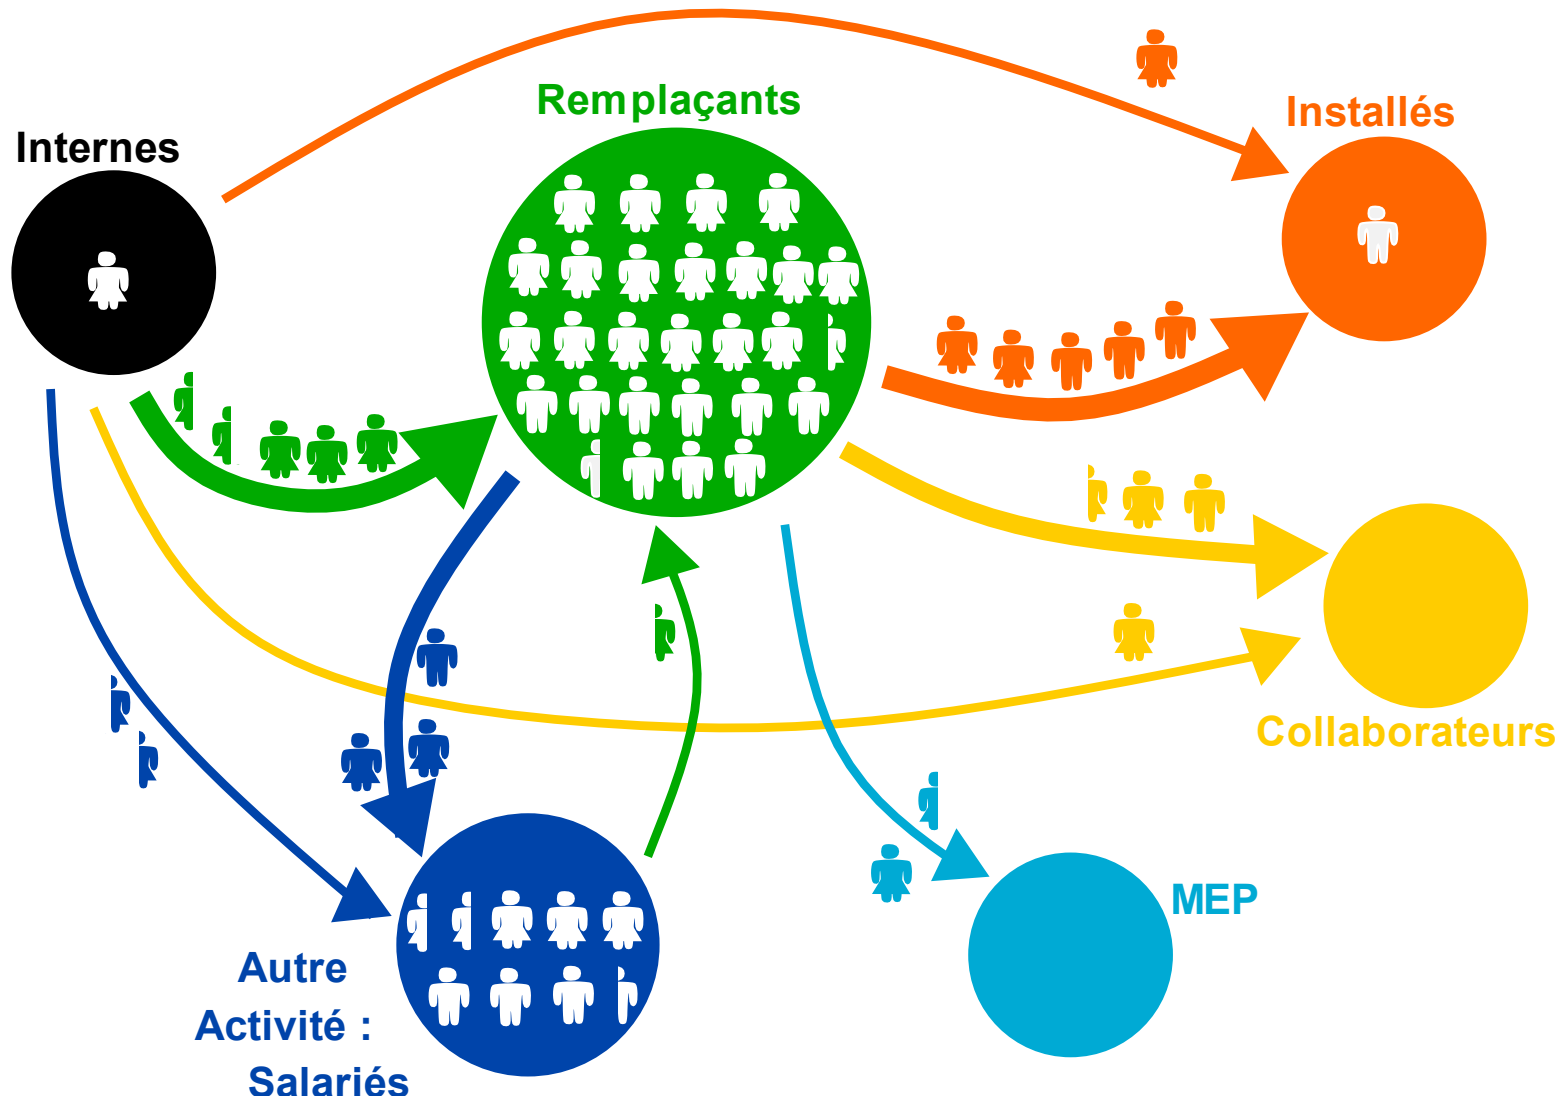 Remplaçants
Installés
Internes
Collaborateurs
MEP
Autre
Activité :
Salariés